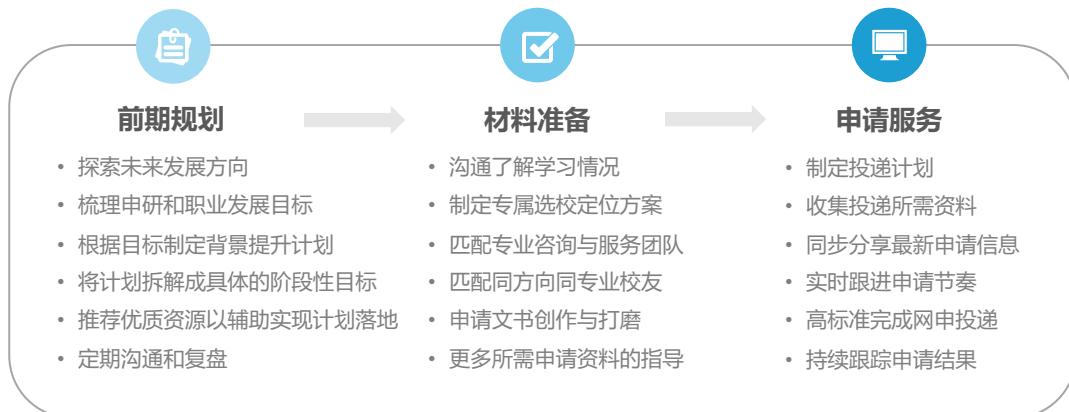 前期规划
• 探索未来发展方向
• 梳理申研和职业发展目标
• 根据目标制定背景提升计划
• 将计划拆解成具体的阶段性目标
• 推荐优质资源以辅助实现计划落地
• 定期沟通和复盘
材料准备
• 沟通了解学习情况
• 制定专属选校定位方案
• 匹配专业咨询与服务团队
• 匹配同方向同专业校友
• 申请文书创作与打磨
• 更多所需申请资料的指导
申请服务
• 制定投递计划
• 收集投递所需资料
• 同步分享最新申请信息
• 实时跟进申请节奏
• 高标准完成网申投递
• 持续跟踪申请结果